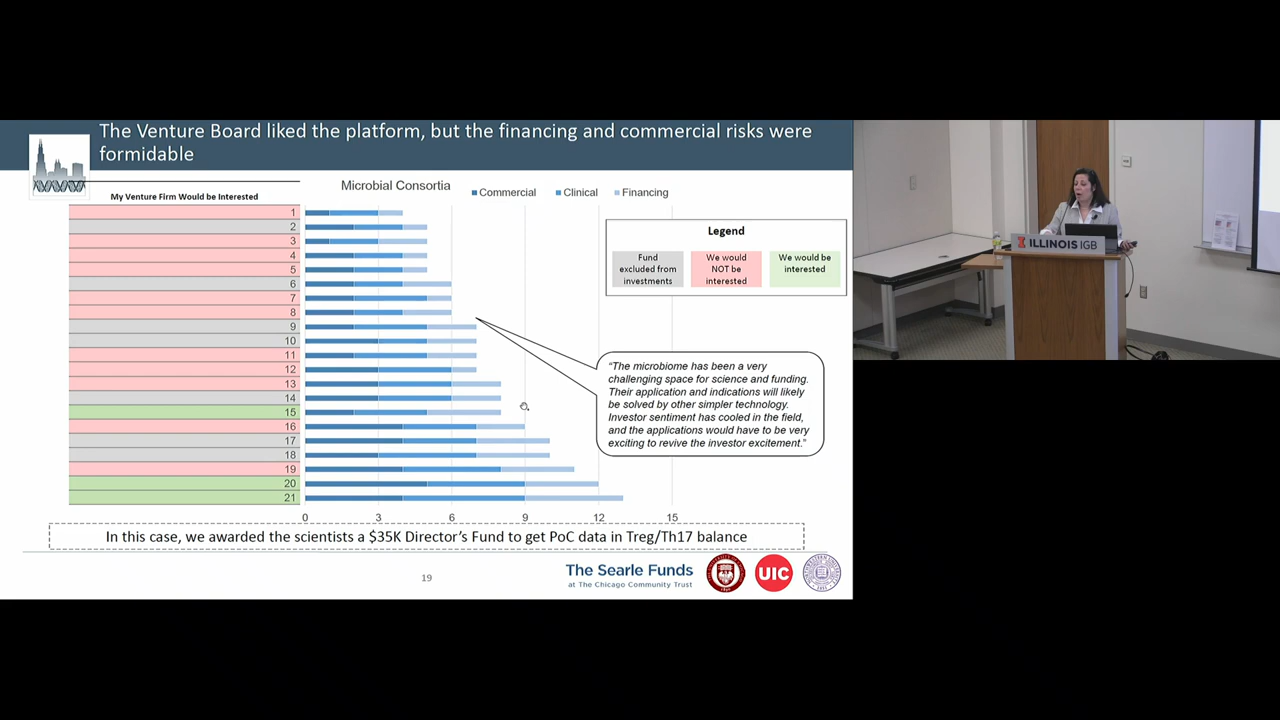 The Venture Board liked the platform, but the financing and commercial risks were
formidable
My Venture Firm Would be Interested
Microbial Consortia
Commercial
Clinical
Financing
1
2
3
4
5
6
7
8
9
10
11
12
13
14
15
16
17
18
19
20
21
0
3
6
9
12
15
Legend
Fund
excluded from
investments
We would
NOT be
interested
We would be
interested
“The microbiome has been a very
challenging space for science and funding.
Their application and indications will likely
be solved by other simpler technology.
Investor sentiment has cooled in the field,
and the applications would have to be very
exciting to revive the investor excitement.”
In this case, we awarded the scientists a $35K Director’s Fund to get PoC data in Treg/Th17 balance
19
The Searle Funds
at The Chicago Community Trust
UIC
I ILLINOIS IGB